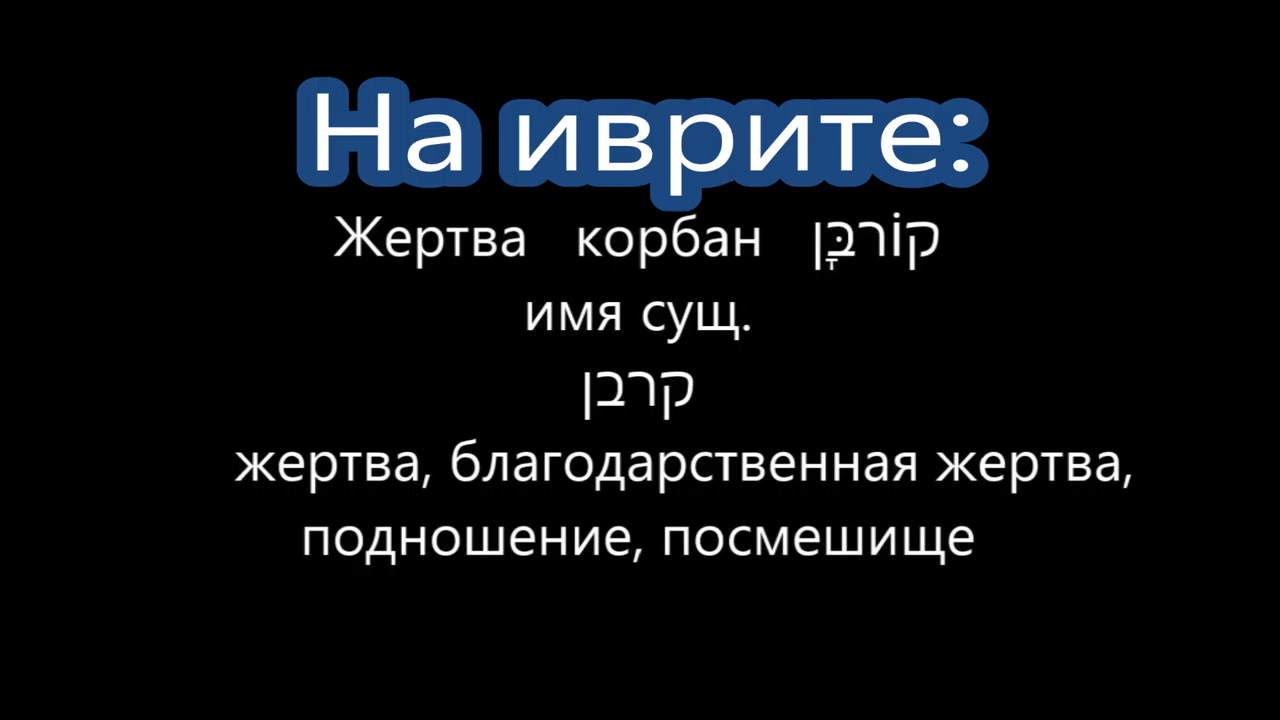 На иврите:
Жертва корбан קוֹרבָּן
имя сущ.
קרבן
жертва, благодарственная жертва,
подношение, посмешище